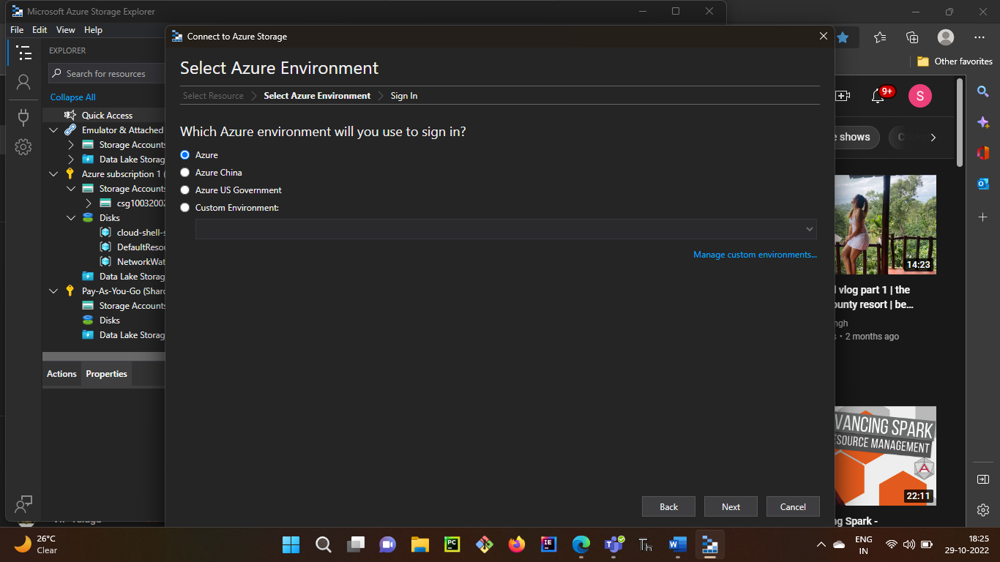 Microsoft Azure Storage Explorer
File Edit View Help
EXPLORER
Search for resources
Collapse All
Quick Access
Emulator & Attached
Storage Accounts
Data Lake Storag
Azure subscription 1 (
Storage Accounts
csg10032002
Disks
cloud-shell-s
DefaultResou
NetworkWat
Data Lake Storag
Pay-As-You-Go (Shar
Storage Accounts
Disks
Data Lake Storag
Actions Properties
Connect to Azure Storage
Select Azure Environment
Select Resource Select Azure Environment Sign In
Which Azure environment will you use to sign in?
Azure
Azure China
Azure US Government
Custom Environment:
Manage custom environments...
Back Next Cancel
Other favorites
9+ S
e shows
14:23
vlog part 1 | the
ounty resort | be...
ngh
s • 2 months ago
VANCING SPARK
ESOURCE MANAGEMENT
22:11
ng Spark -
26°C
Clear
PC
IE
ENG
IN
18:25
29-10-2022